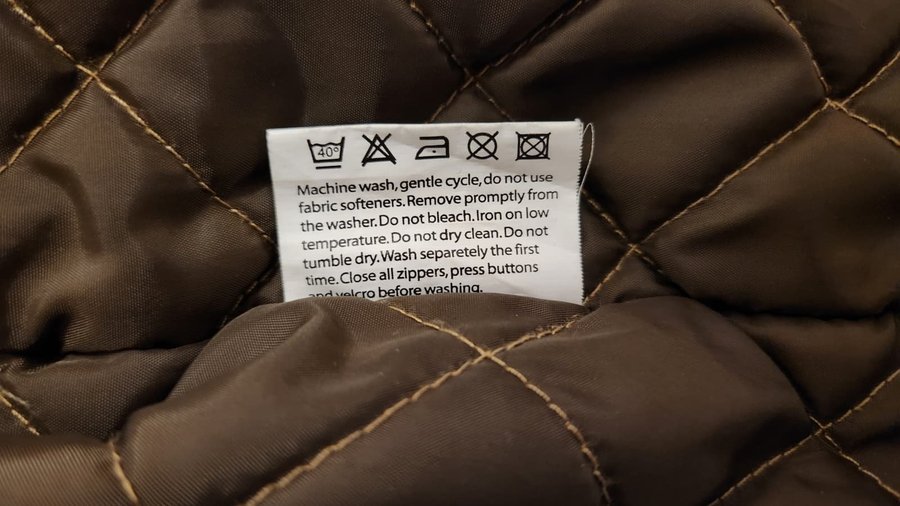 40°
Machine wash, gentle cycle, do not use
fabric softeners. Remove promptly from
the washer. Do not bleach. Iron on low
temperature. Do not dry clean. Do not
tumble dry. Wash separetely the first
time. Close all zippers, press buttons
and velcro before washing.